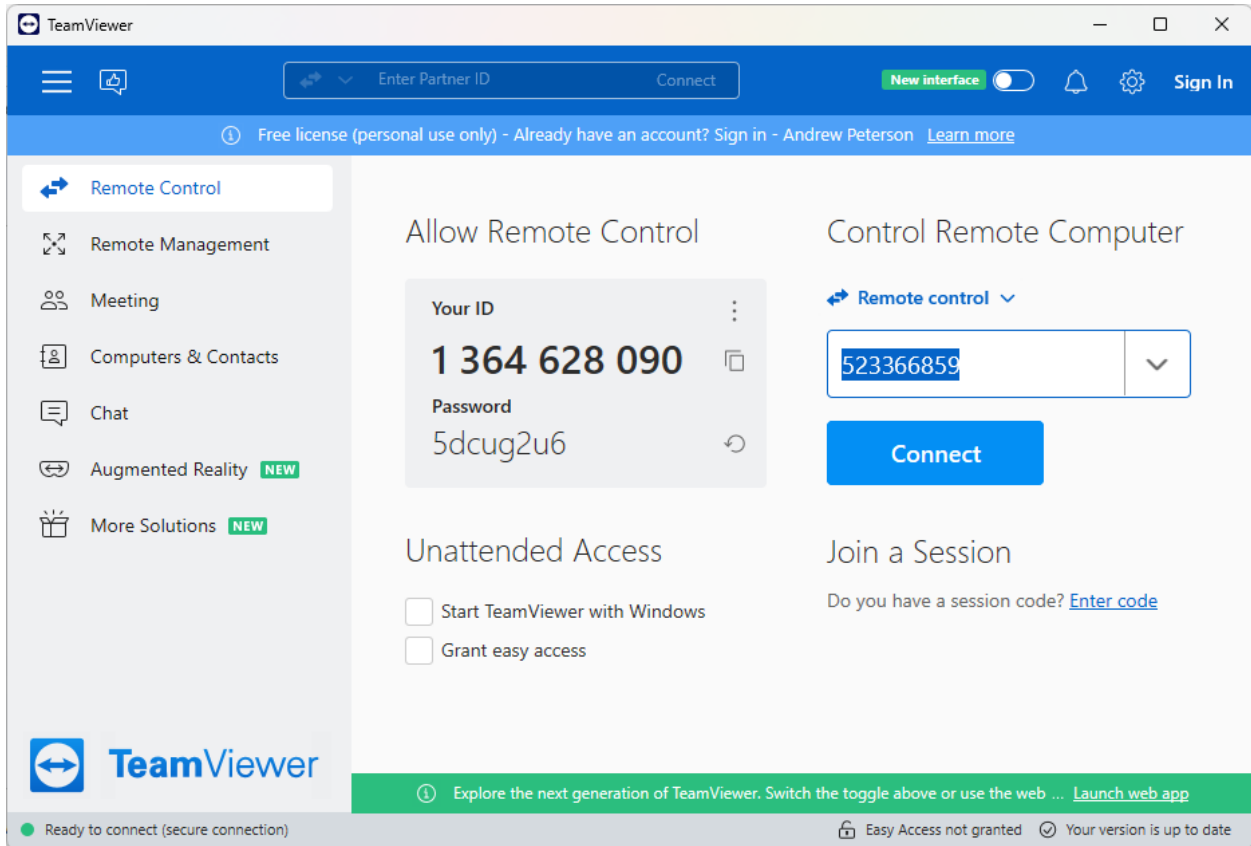 TeamViewer
Enter Partner ID Connect New interface Sign In
Free license (personal use only) - Already have an account? Sign in - Andrew Peterson Learn more
Remote Control
Remote Management
Meeting
Computers & Contacts
Chat
Augmented Reality NEW
More Solutions NEW
TeamViewer
Allow Remote Control
Your ID
1 364 628 090
Password
5dcug2u6
Unattended Access
Start TeamViewer with Windows
Grant easy access
Control Remote Computer
Remote control
523366859
Connect
Join a Session
Do you have a session code? Enter code
Explore the next generation of TeamViewer. Switch the toggle above or use the web ... Launch web app
Ready to connect (secure connection) Easy Access not granted Your version is up to date